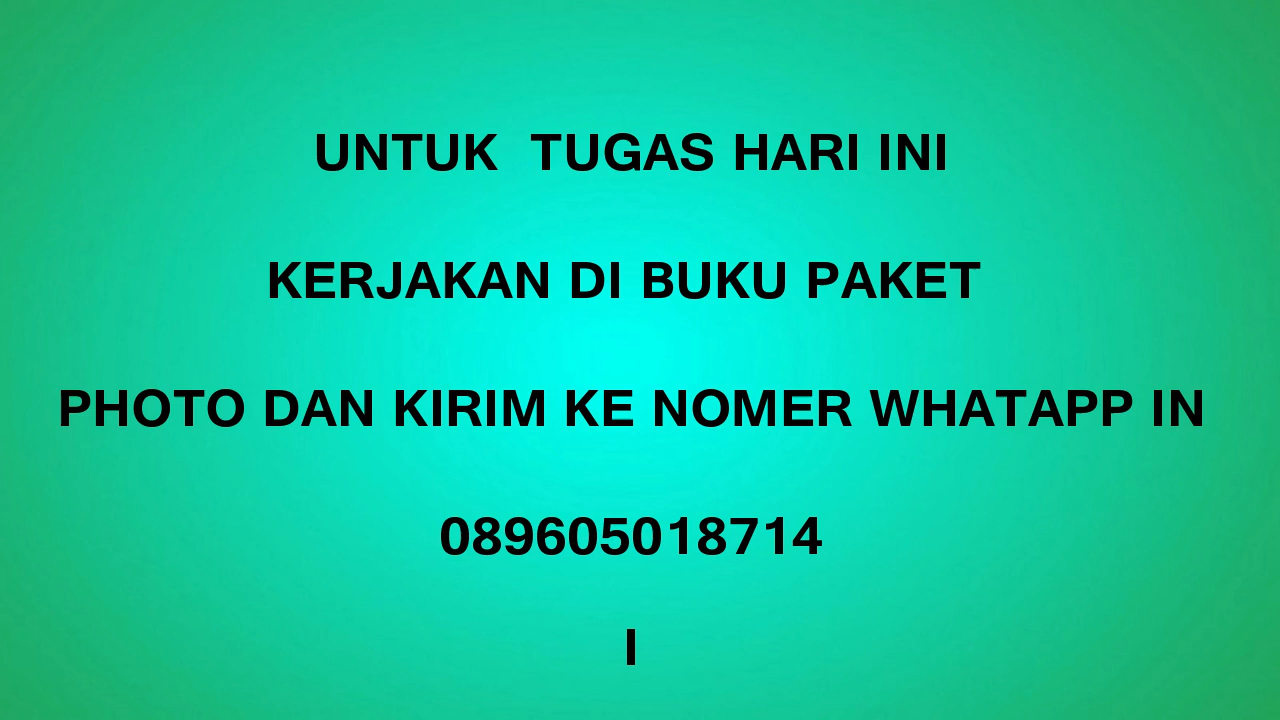 UNTUK  TUGAS HARI INI
KERJAKAN DI BUKU PAKET
PHOTO DAN KIRIM KE NOMER WHATAPP IN
089605018714
I